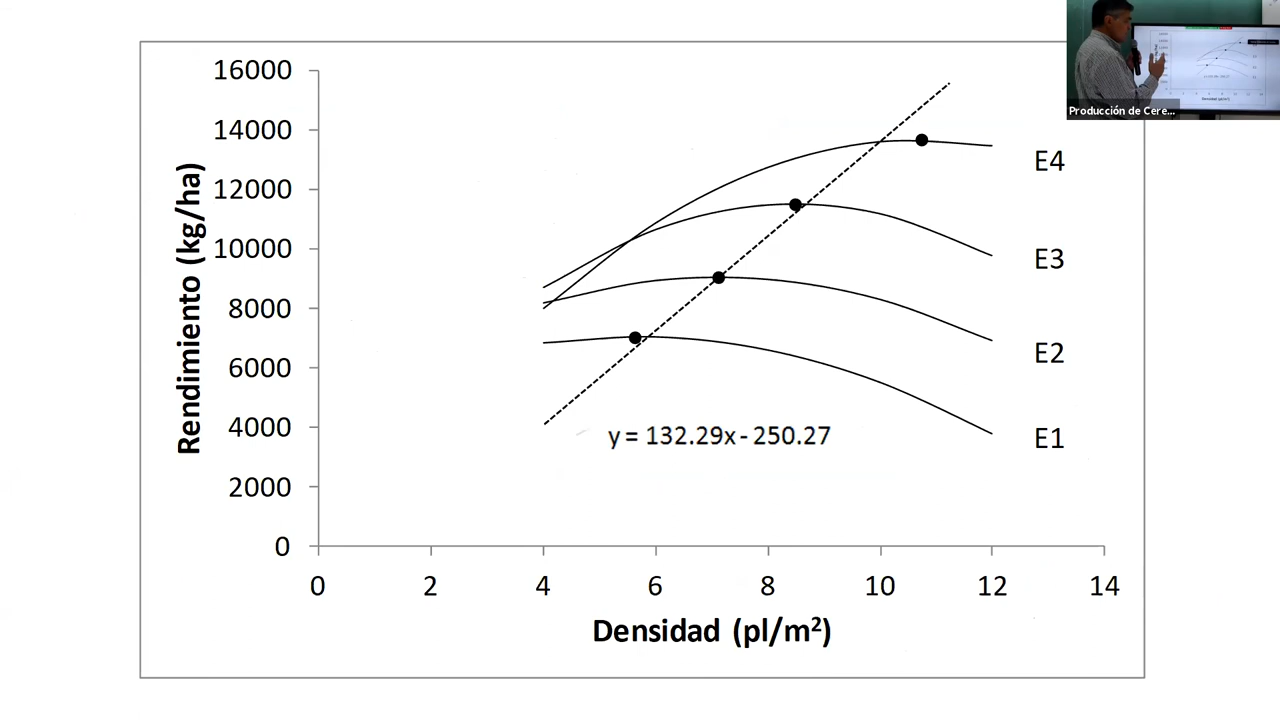 16000
14000
12000
10000
8000
6000
4000
2000
0
Rendimiento (kg/ha)
E4
E3
E2
E1
y = 132.29x - 250.27
0 2 4 6 8 10 12 14
Densidad (pl/m²)
Producción de Cere...